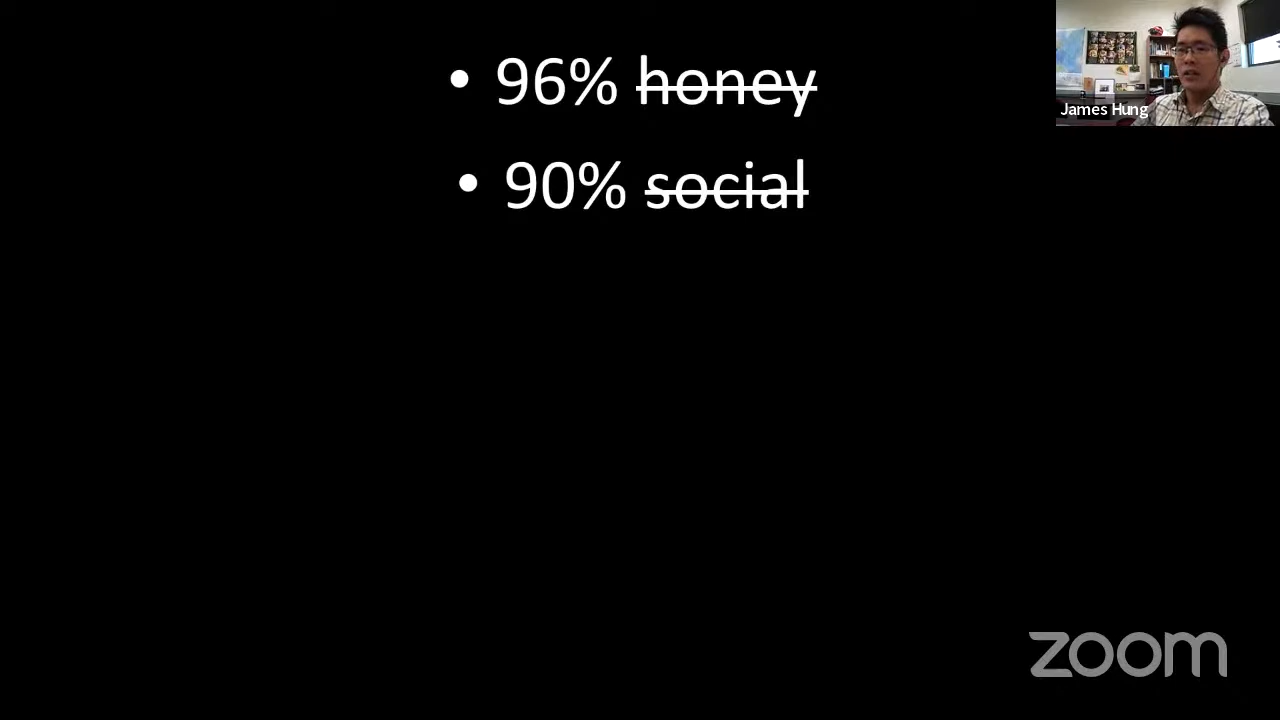 • 96% ~~honey~~
• 90% ~~social~~
James Hung
zoom